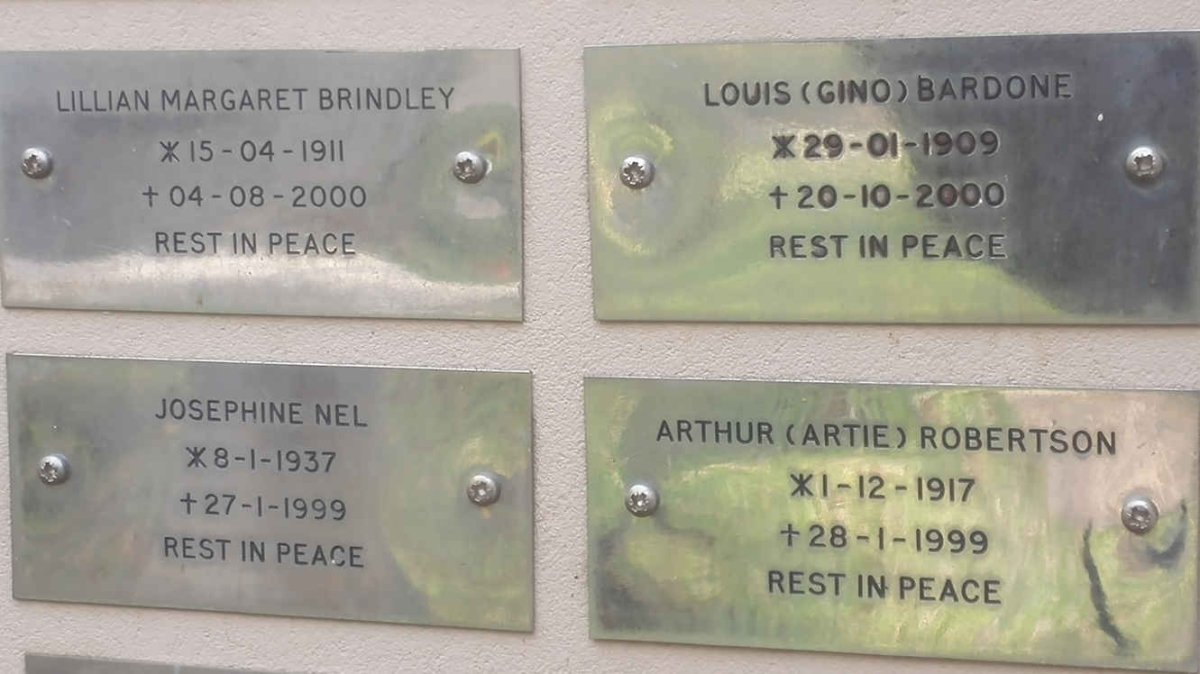 LILLIAN MARGARET BRINDLEY
* 15-04-1911
† 04-08-2000
REST IN PEACE
LOUIS (GINO) BARDONE
* 29-01-1909
† 20-10-2000
REST IN PEACE
JOSEPHINE NEL
* 8-1-1937
† 27-1-1999
REST IN PEACE
ARTHUR (ARTIE) ROBERTSON
* 1-12-1917
† 28-1-1999
REST IN PEACE